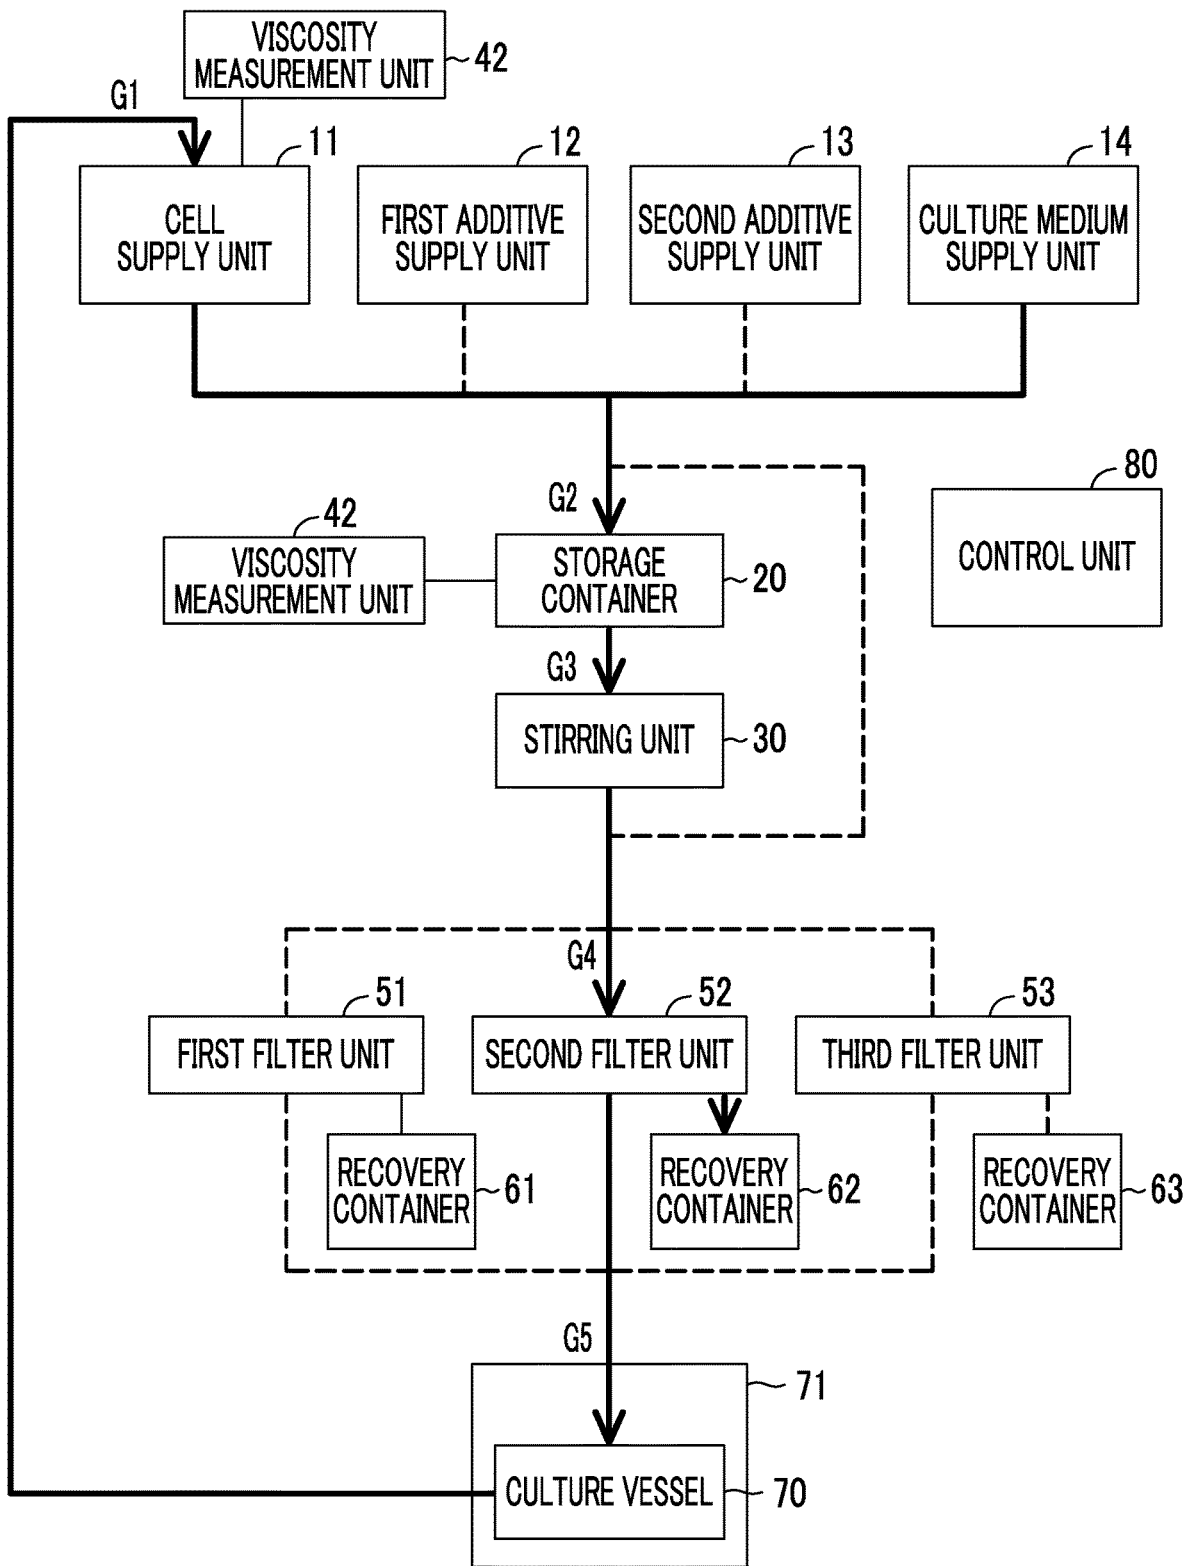 VISCOSITY
MEASUREMENT UNIT
42
G1
11
12
13
14
CELL
SUPPLY UNIT
FIRST ADDITIVE
SUPPLY UNIT
SECOND ADDITIVE
SUPPLY UNIT
CULTURE MEDIUM
SUPPLY UNIT
G2
80
CONTROL UNIT
42
VISCOSITY
MEASUREMENT UNIT
STORAGE
CONTAINER
20
G3
STIRRING UNIT
30
G4
51
52
53
FIRST FILTER UNIT
SECOND FILTER UNIT
THIRD FILTER UNIT
RECOVERY
CONTAINER
61
RECOVERY
CONTAINER
62
RECOVERY
CONTAINER
63
G5
71
CULTURE VESSEL
70